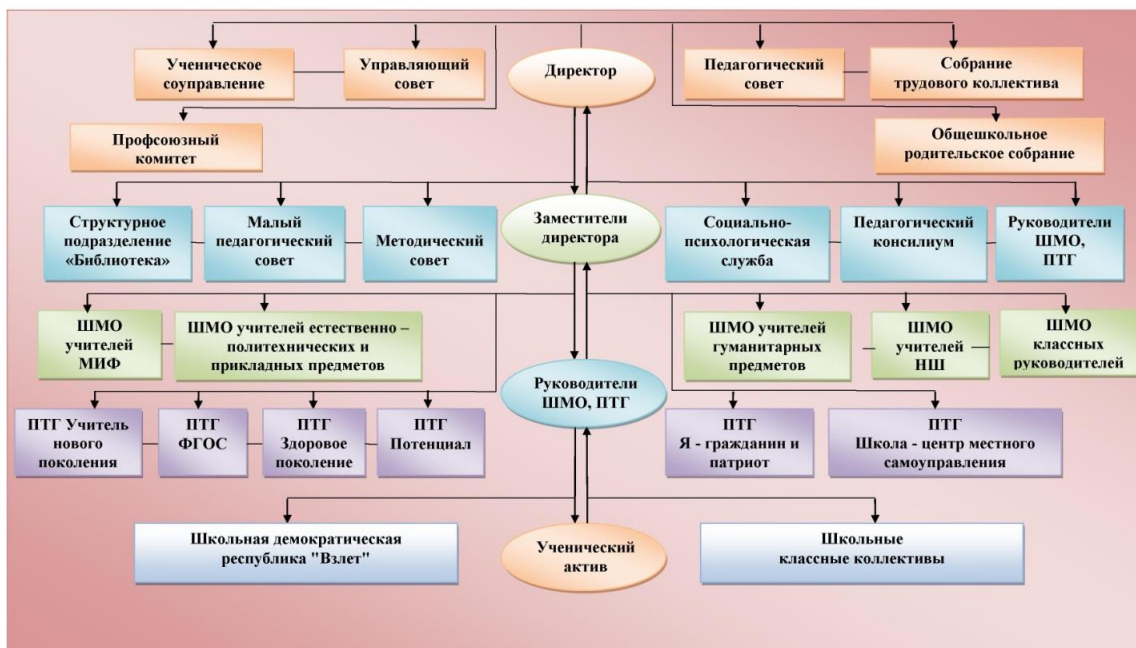 Ученическое
соуправление
Управляющий
совет
Директор
Педагогический
совет
Собрание
трудового коллектива
Профсоюзный
комитет
Общешкольное
родительское собрание
Структурное
подразделение
«Библиотека»
Малый
педагогический
совет
Методический
совет
Заместители
директора
Социально-
психологическая
служба
Педагогический
консилиум
Руководители
ШМО,
ПТГ
ШМО
учителей
МИФ
ШМО учителей естественно –
политехнических и
прикладных предметов
ШМО учителей
гуманитарных
предметов
ШМО
учителей
НШ
ШМО
классных
руководителей
Руководители
ШМО, ПТГ
ПТГ Учитель
нового
поколения
ПТГ
ФГОС
ПТГ
Здоровое
поколение
ПТГ
Потенциал
ПТГ
Я - гражданин и
патриот
ПТГ
Школа - центр местного
самоуправления
Школьная демократическая
республика "Взлет"
Ученический
актив
Школьные
классные коллективы